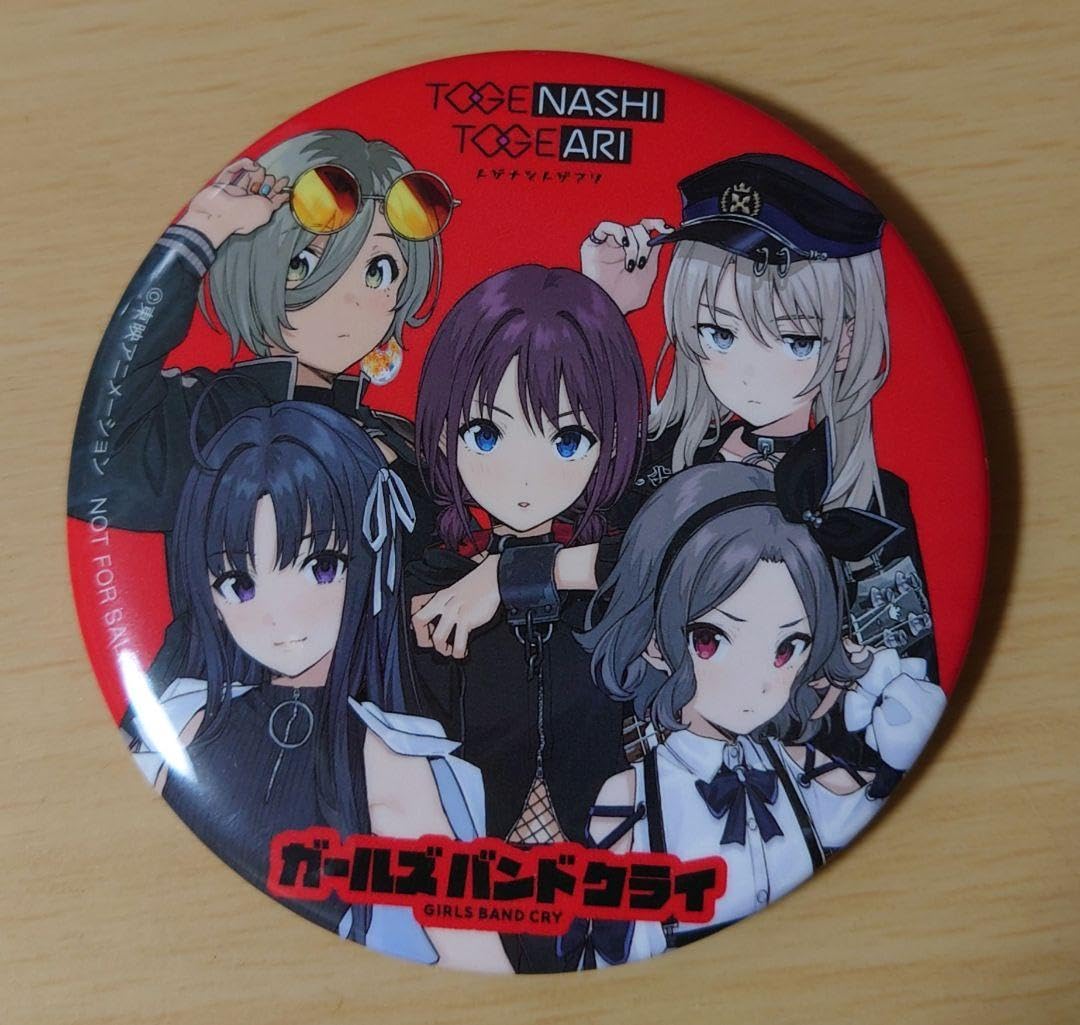 TOGENASHI
TOGEARI
トゲナシトゲアリ
©東映アニメーション NOT FOR SAL
ガールズバンドクライ
GIRLS BAND CRY